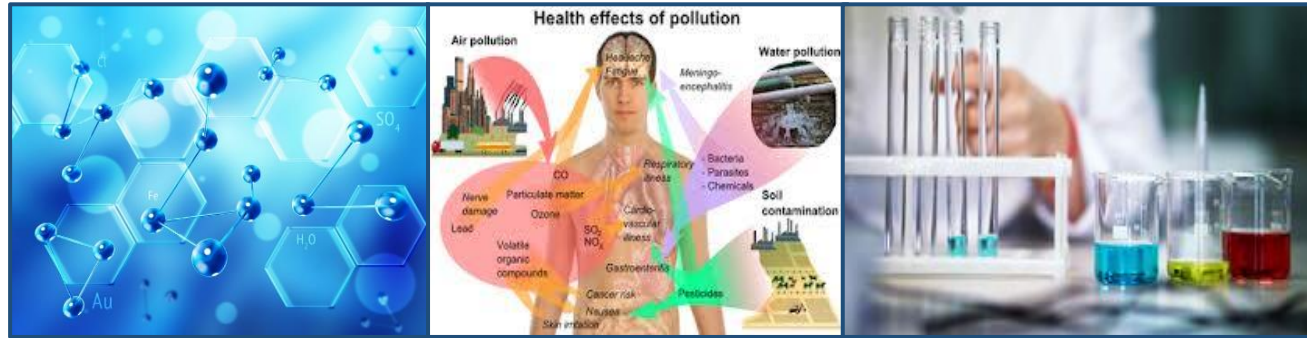 Cl
SO4
Fe
H2O
Au
Health effects of pollution
Air pollution
Water pollution
Headache
Fatigue
Meningo-
encephalitis
CO
Particulate matter
Ozone
Nerve
damage
Lead
Volatile
organic
compounds
SO2
NOX
Respiratory
illness
Cardio-
vascular
illness
Gastroenteritis
Cancer risk
Nausea
Skin irritation
- Bacteria
- Parasites
- Chemicals
Soil
contamination
Pesticides